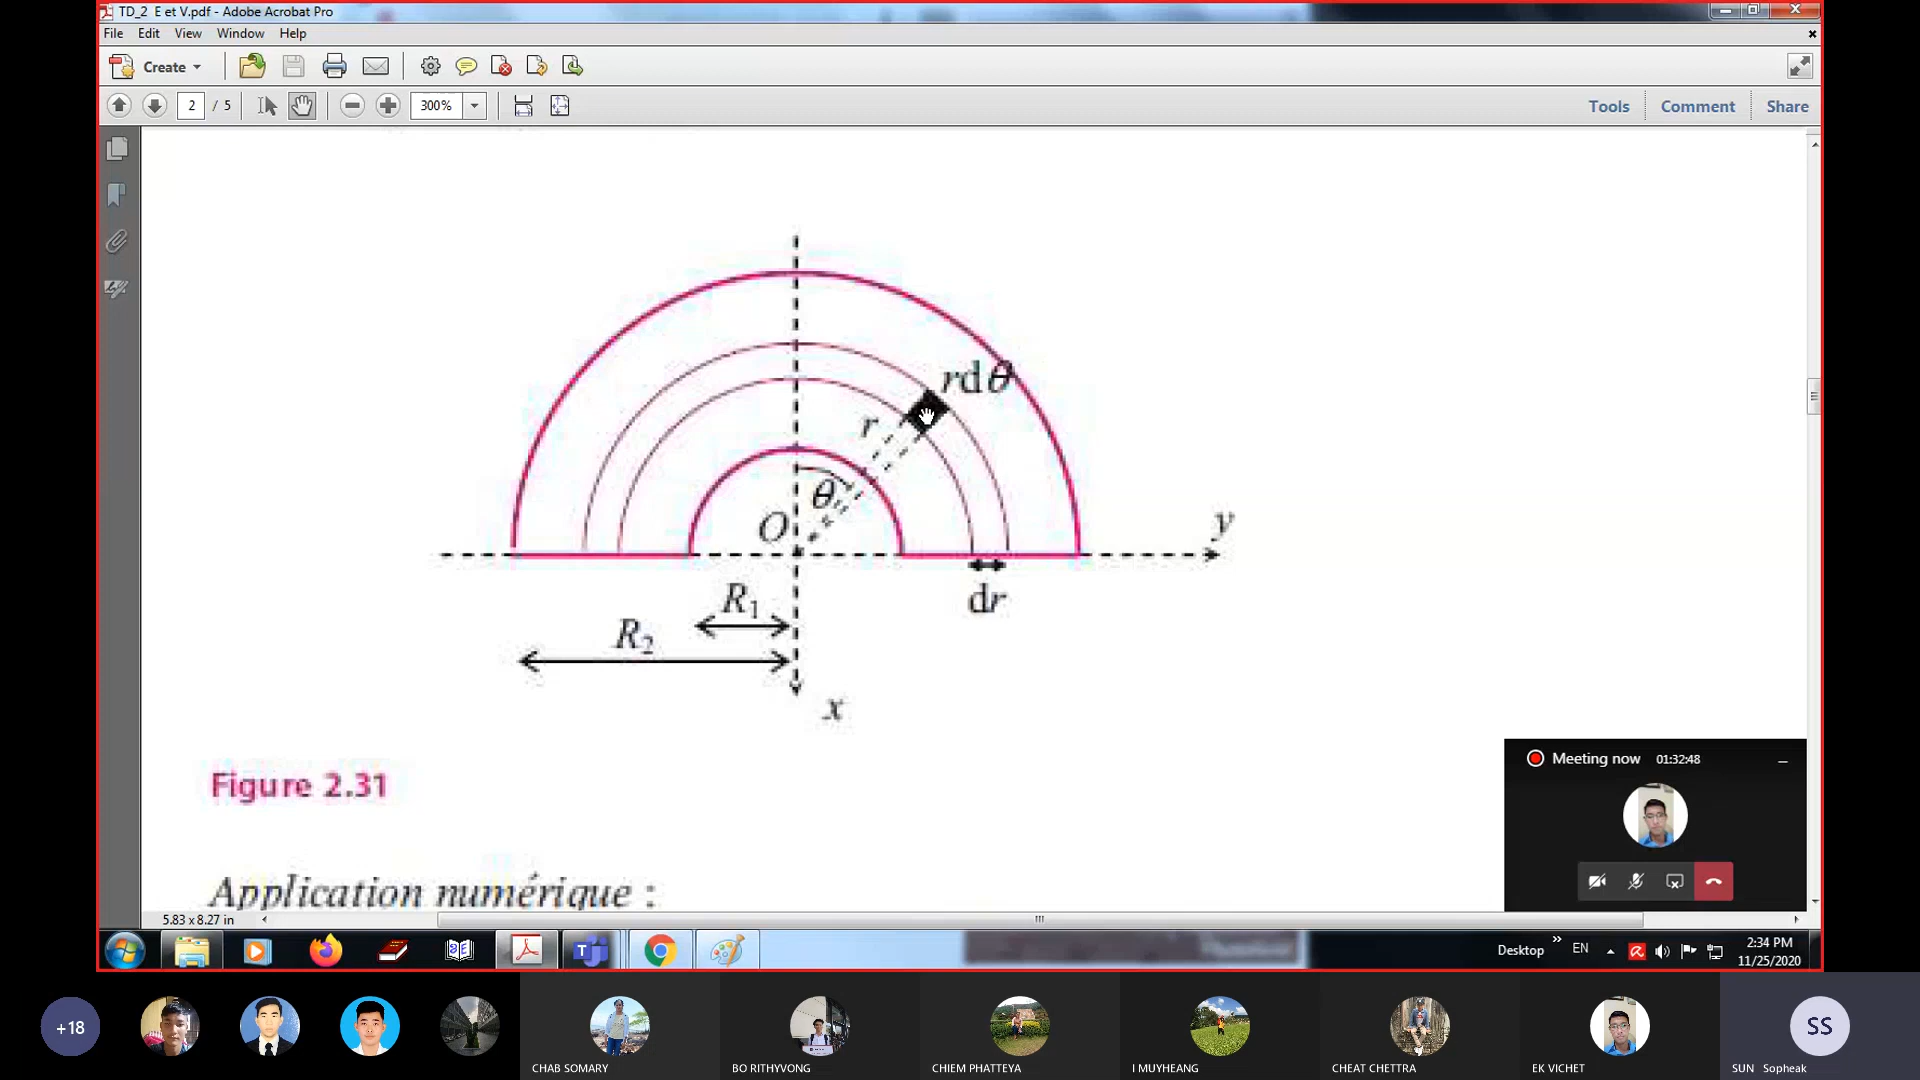 TD_2 E et V.pdf - Adobe Acrobat Pro
File Edit View Window Help
Create
2 / 5 300% Tools Comment Share
rdθ
r
θ
O
y
R1
dr
R2
x
Figure 2.31
Meeting now 01:32:48
Application numérique :
5.83 x 8.27 in
Desktop EN 2:34 PM
11/25/2020
+18 SS
CHAB SOMARY BO RITHYVONG CHIEM PHATTEYA I MUYHEANG CHEAT CHETTRA EK VICHET SUN Sopheak